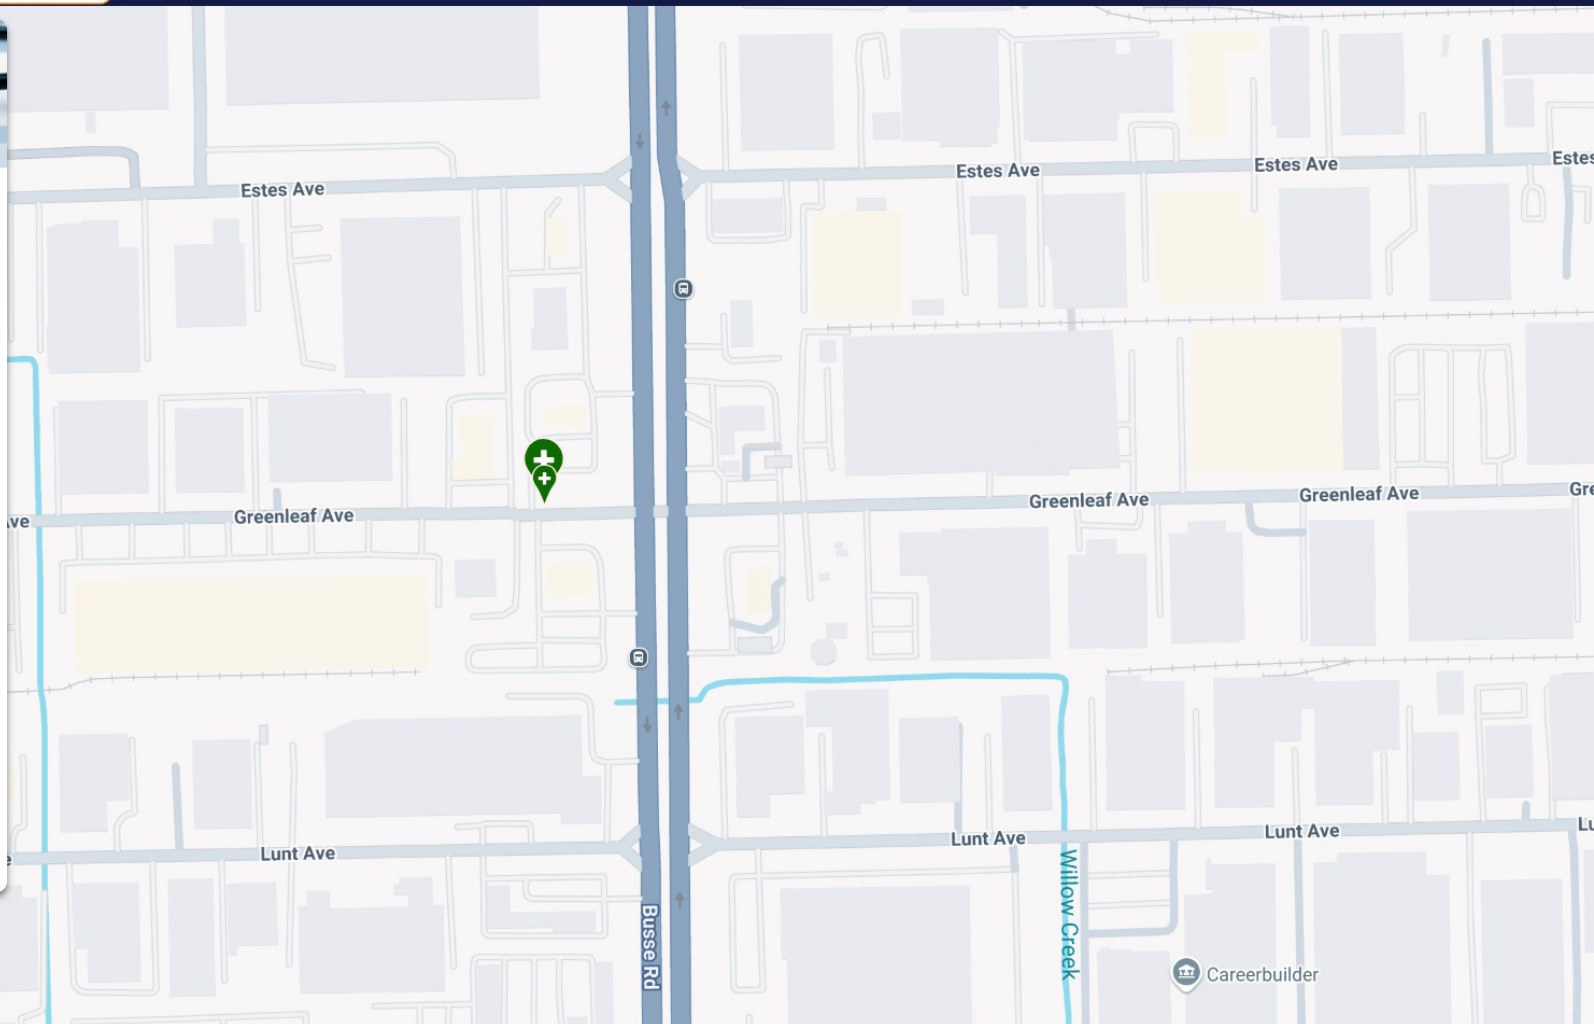 Estes Ave
Estes Ave
Estes Ave
Estes
Greenleaf Ave
Greenleaf Ave
Greenleaf Ave
Gre
Ave
Lunt Ave
Lunt Ave
Lunt Ave
Lu
e
Busse Rd
Willow Creek
Careerbuilder